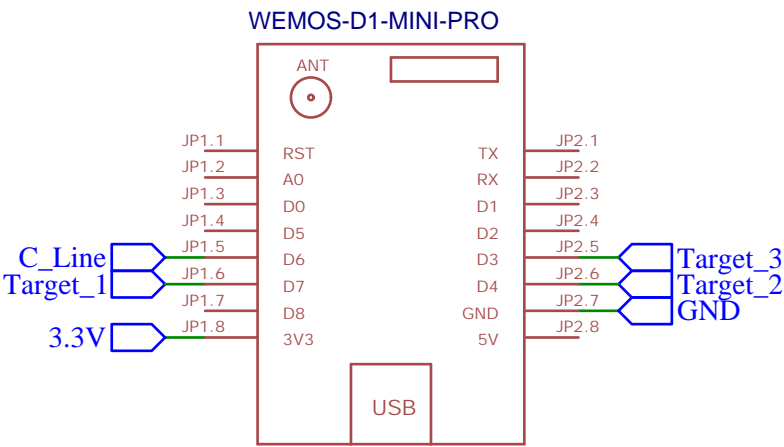 WEMOS-D1-MINI-PRO
ANT
JP1.1 RST TX JP2.1
JP1.2 A0 RX JP2.2
JP1.3 D0 D1 JP2.3
JP1.4 D5 D2 JP2.4
C_Line JP1.5 D6 D3 JP2.5 Target_3
Target_1 JP1.6 D7 D4 JP2.6 Target_2
JP1.7 D8 GND JP2.7 GND
3.3V JP1.8 3V3 5V JP2.8
USB